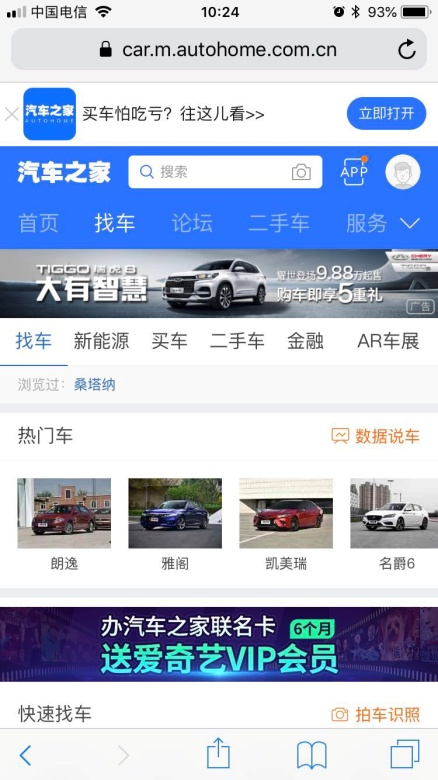 中国电信
10:24
93%
car.m.autohome.com.cn
汽车之家
AUTOHOME
买车怕吃亏？往这儿看>>
立即打开
汽车之家
搜索
APP
首页 找车 论坛 二手车 服务
TIGGO 瑞虎8
大有智慧
耀世登场9.88万起售
购车即享5重礼
CHERY
广告
找车 新能源 买车 二手车 金融 AR车展
浏览过：桑塔纳
热门车
数据说车
朗逸 雅阁 凯美瑞 名爵6
办汽车之家联名卡 6个月
送爱奇艺VIP会员
快速找车
拍车识照